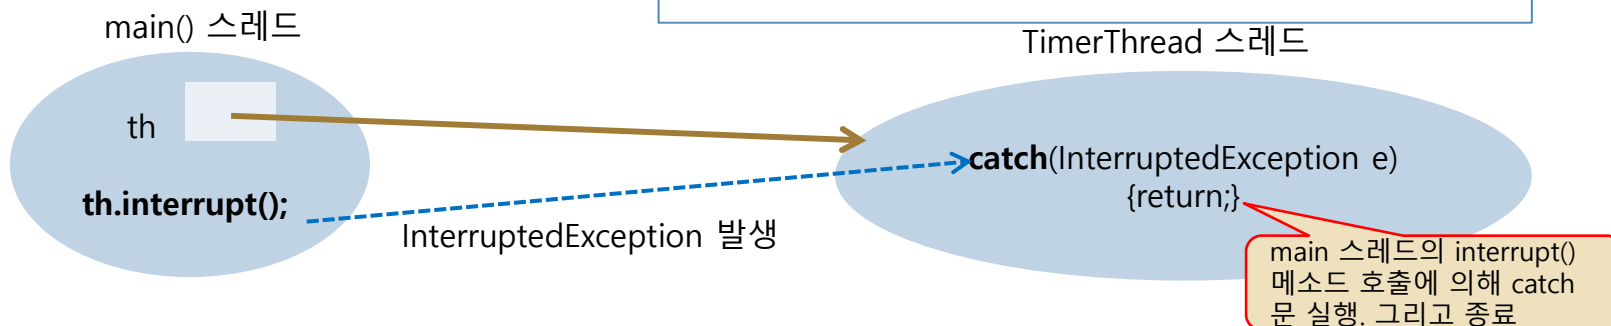 main() 스레드
TimerThread 스레드
th
th.interrupt();
InterruptedException 발생
catch(InterruptedException e)
{return;}
main 스레드의 interrupt()
메소드 호출에 의해 catch
문 실행. 그리고 종료